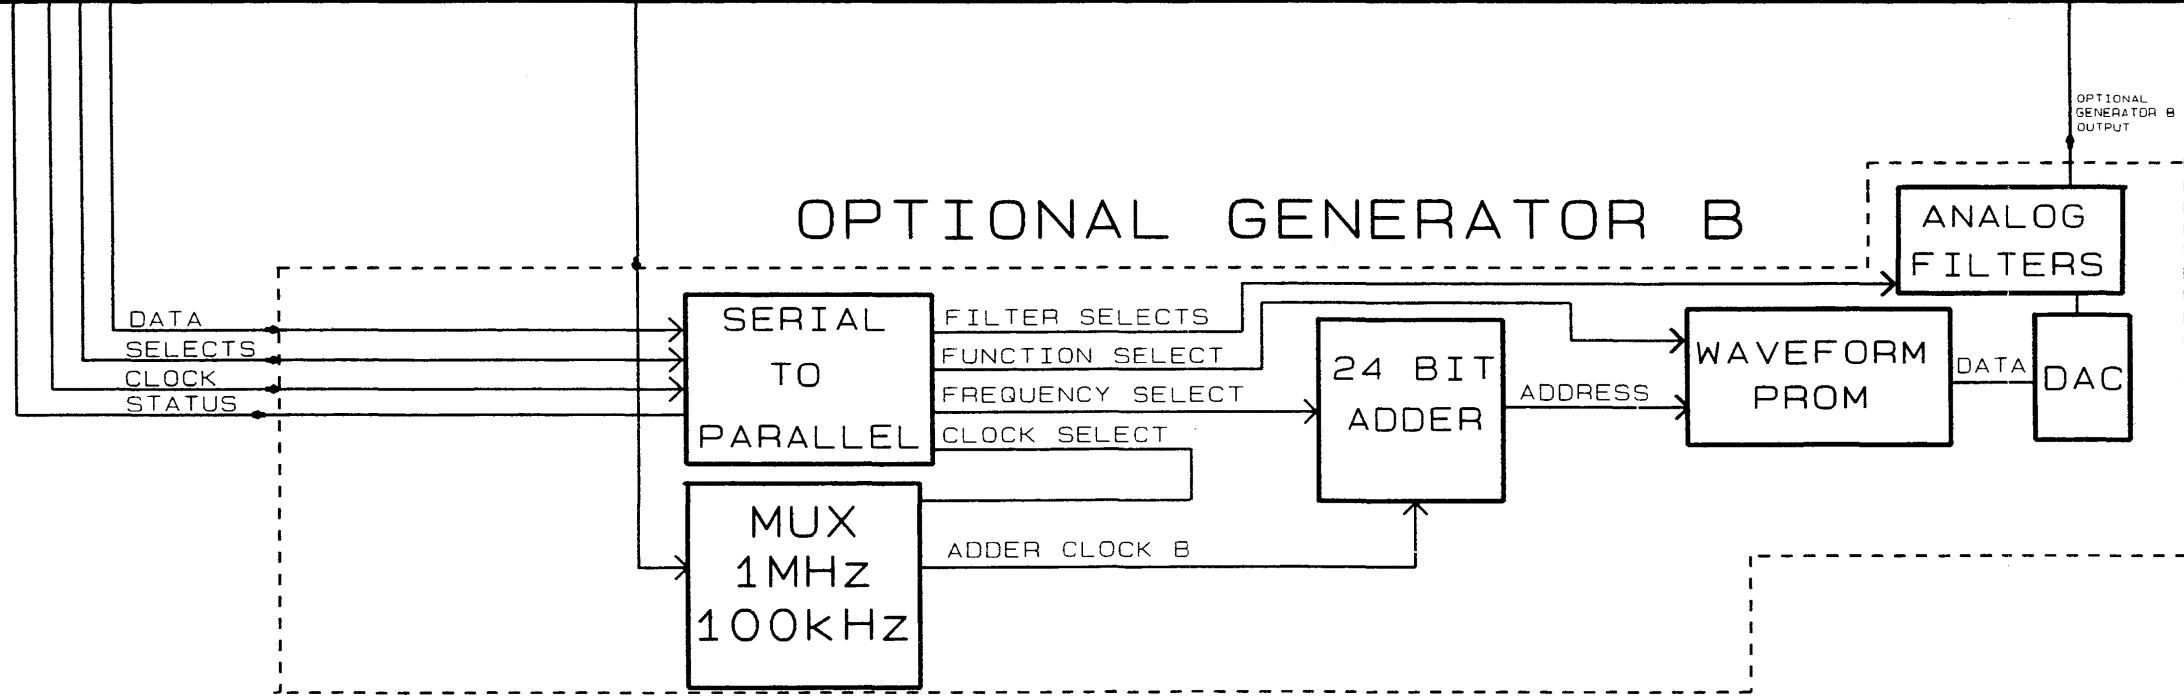 OPTIONAL
GENERATOR B
OUTPUT
OPTIONAL GENERATOR B
ANALOG
FILTERS
DATA
SELECTS
CLOCK
STATUS
SERIAL
TO
PARALLEL
FILTER SELECTS
FUNCTION SELECT
FREQUENCY SELECT
CLOCK SELECT
24 BIT
ADDER
ADDRESS
WAVEFORM
PROM
DATA
DAC
MUX
1MHz
100kHz
ADDER CLOCK B